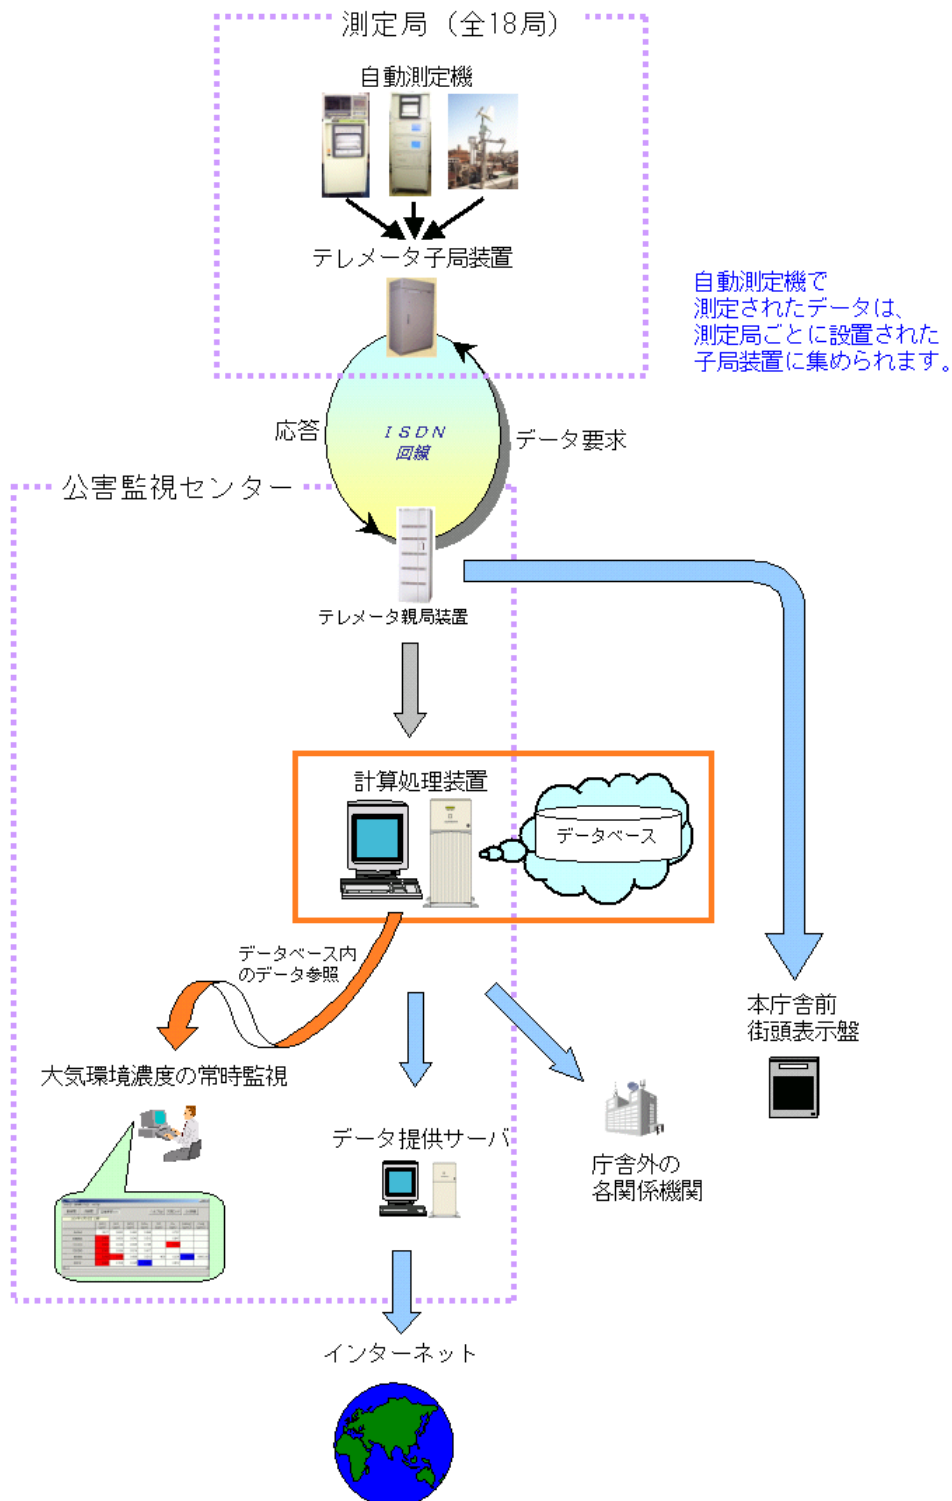 測定局（全18局）
自動測定機
テレメータ子局装置
自動測定機で
測定されたデータは、
測定局ごとに設置された
子局装置に集められます。
応答
ISDN
回線
データ要求
公害監視センター
テレメータ親局装置
計算処理装置
データベース
データベース内
のデータ参照
本庁舎前
街頭表示盤
大気環境濃度の常時監視
データ提供サーバ
庁舎外の
各関係機関
インターネット